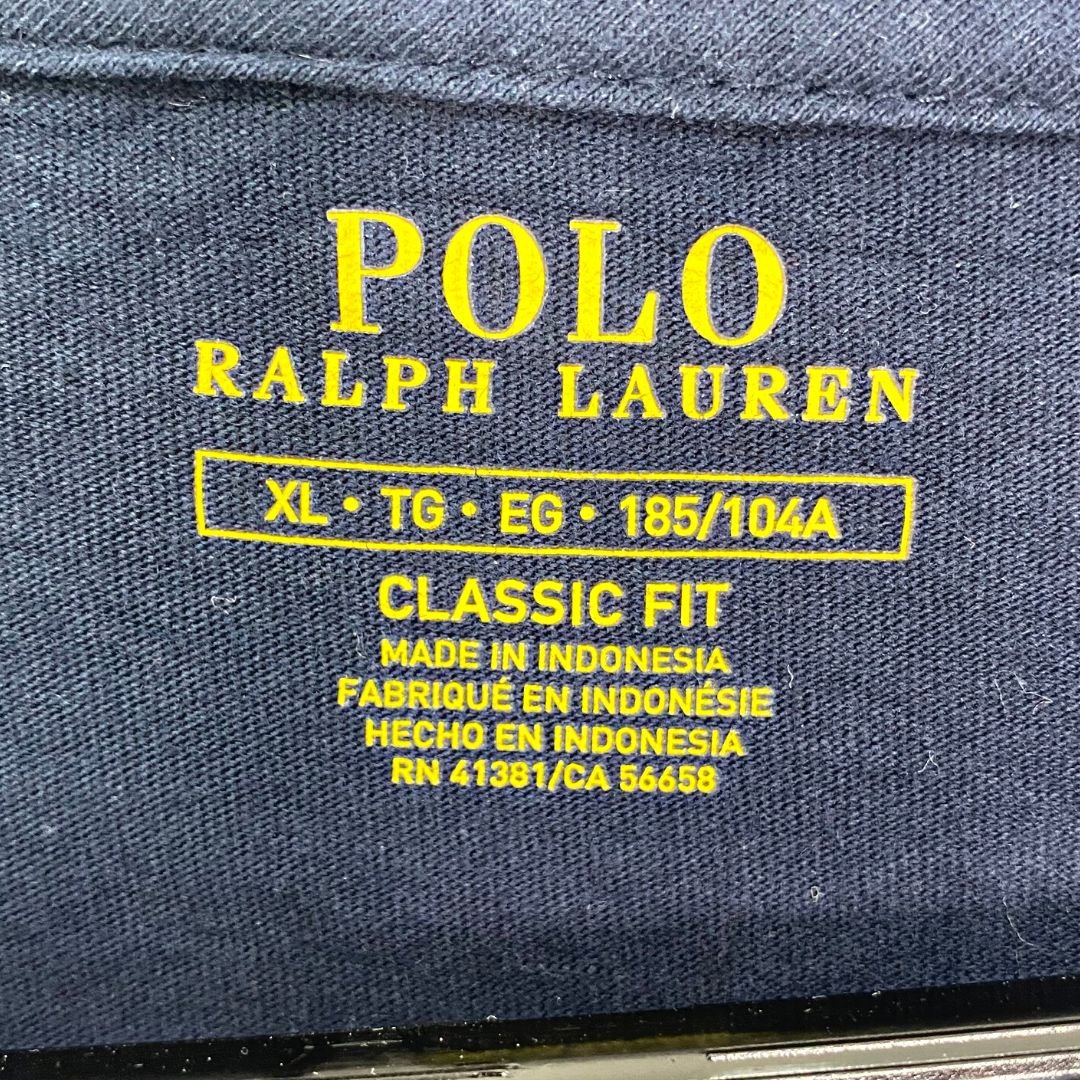 POLO
RALPH LAUREN
XL • TG • EG • 185/104A
CLASSIC FIT
MADE IN INDONESIA
FABRIQUÉ EN INDONÉSIE
HECHO EN INDONESIA
RN 41381/CA 56658